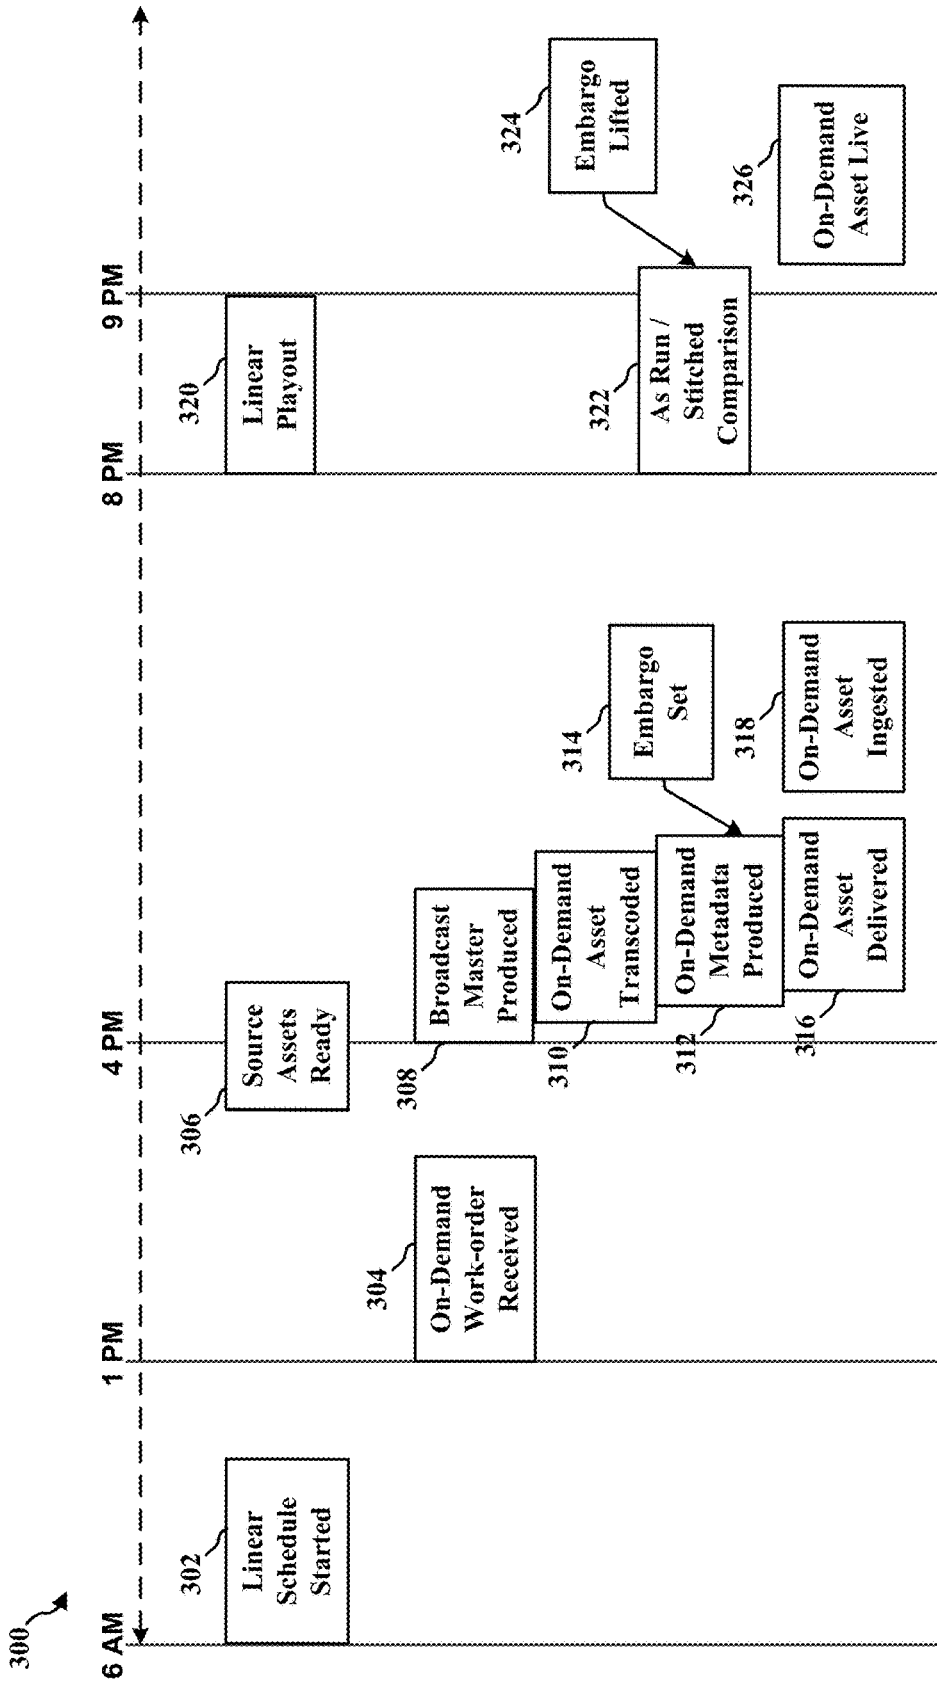 300
6 AM
1 PM
4 PM
8 PM
9 PM
302
Linear
Schedule
Started
306
Source
Assets
Ready
320
Linear
Playout
304
On-Demand
Work-order
Received
308
Broadcast
Master
Produced
310
On-Demand
Asset
Transcoded
314
Embargo
Set
312
On-Demand
Metadata
Produced
316
On-Demand
Asset
Delivered
318
On-Demand
Asset
Ingested
324
Embargo
Lifted
322
As Run /
Stitched
Comparison
326
On-Demand
Asset Live